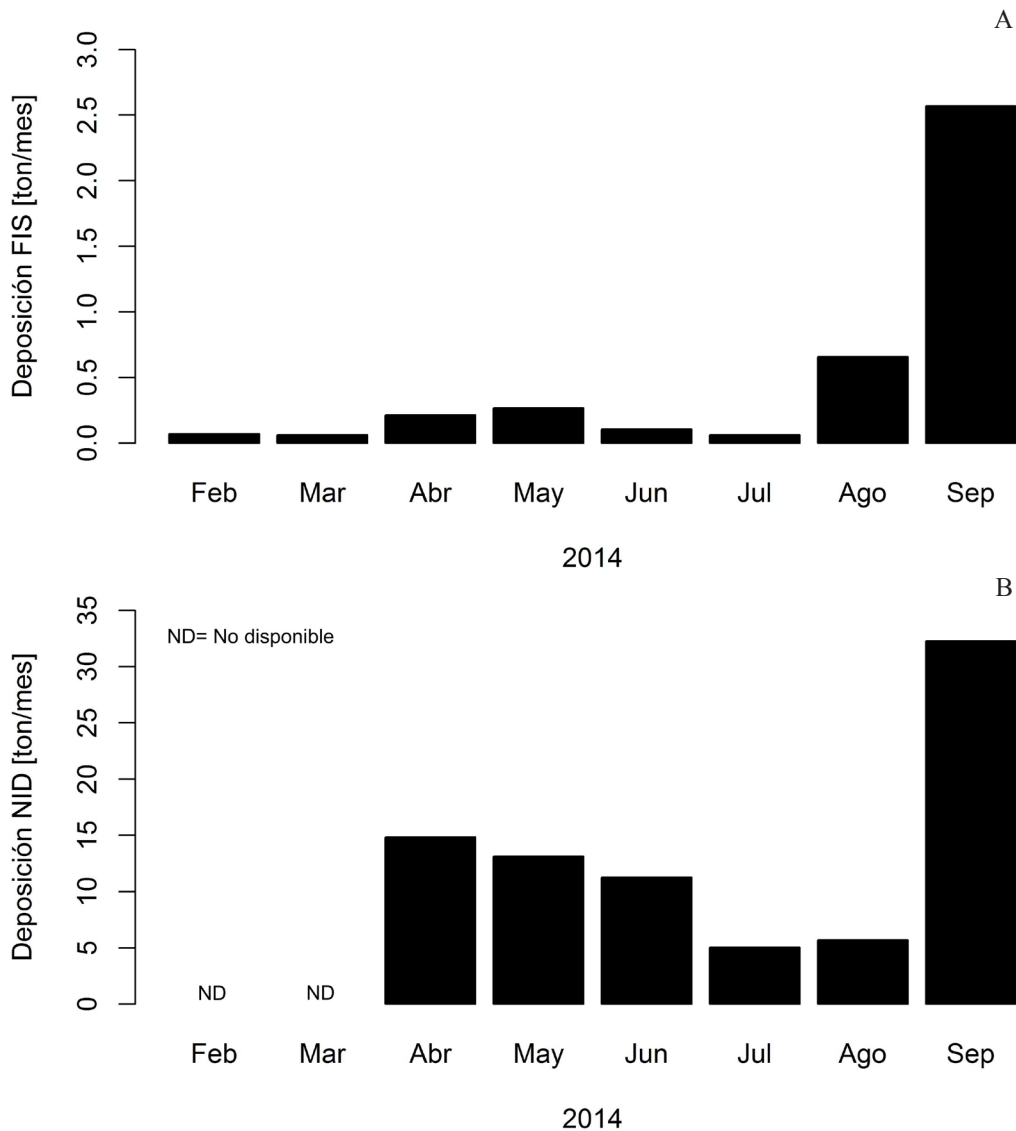 A
Deposición FIS [ton/mes]
3.0
2.5
2.0
1.5
1.0
0.5
0.0
Feb Mar Abr May Jun Jul Ago Sep
2014
B
Deposición NID [ton/mes]
35
30
25
20
15
10
5
0
ND= No disponible
ND ND
Feb Mar Abr May Jun Jul Ago Sep
2014